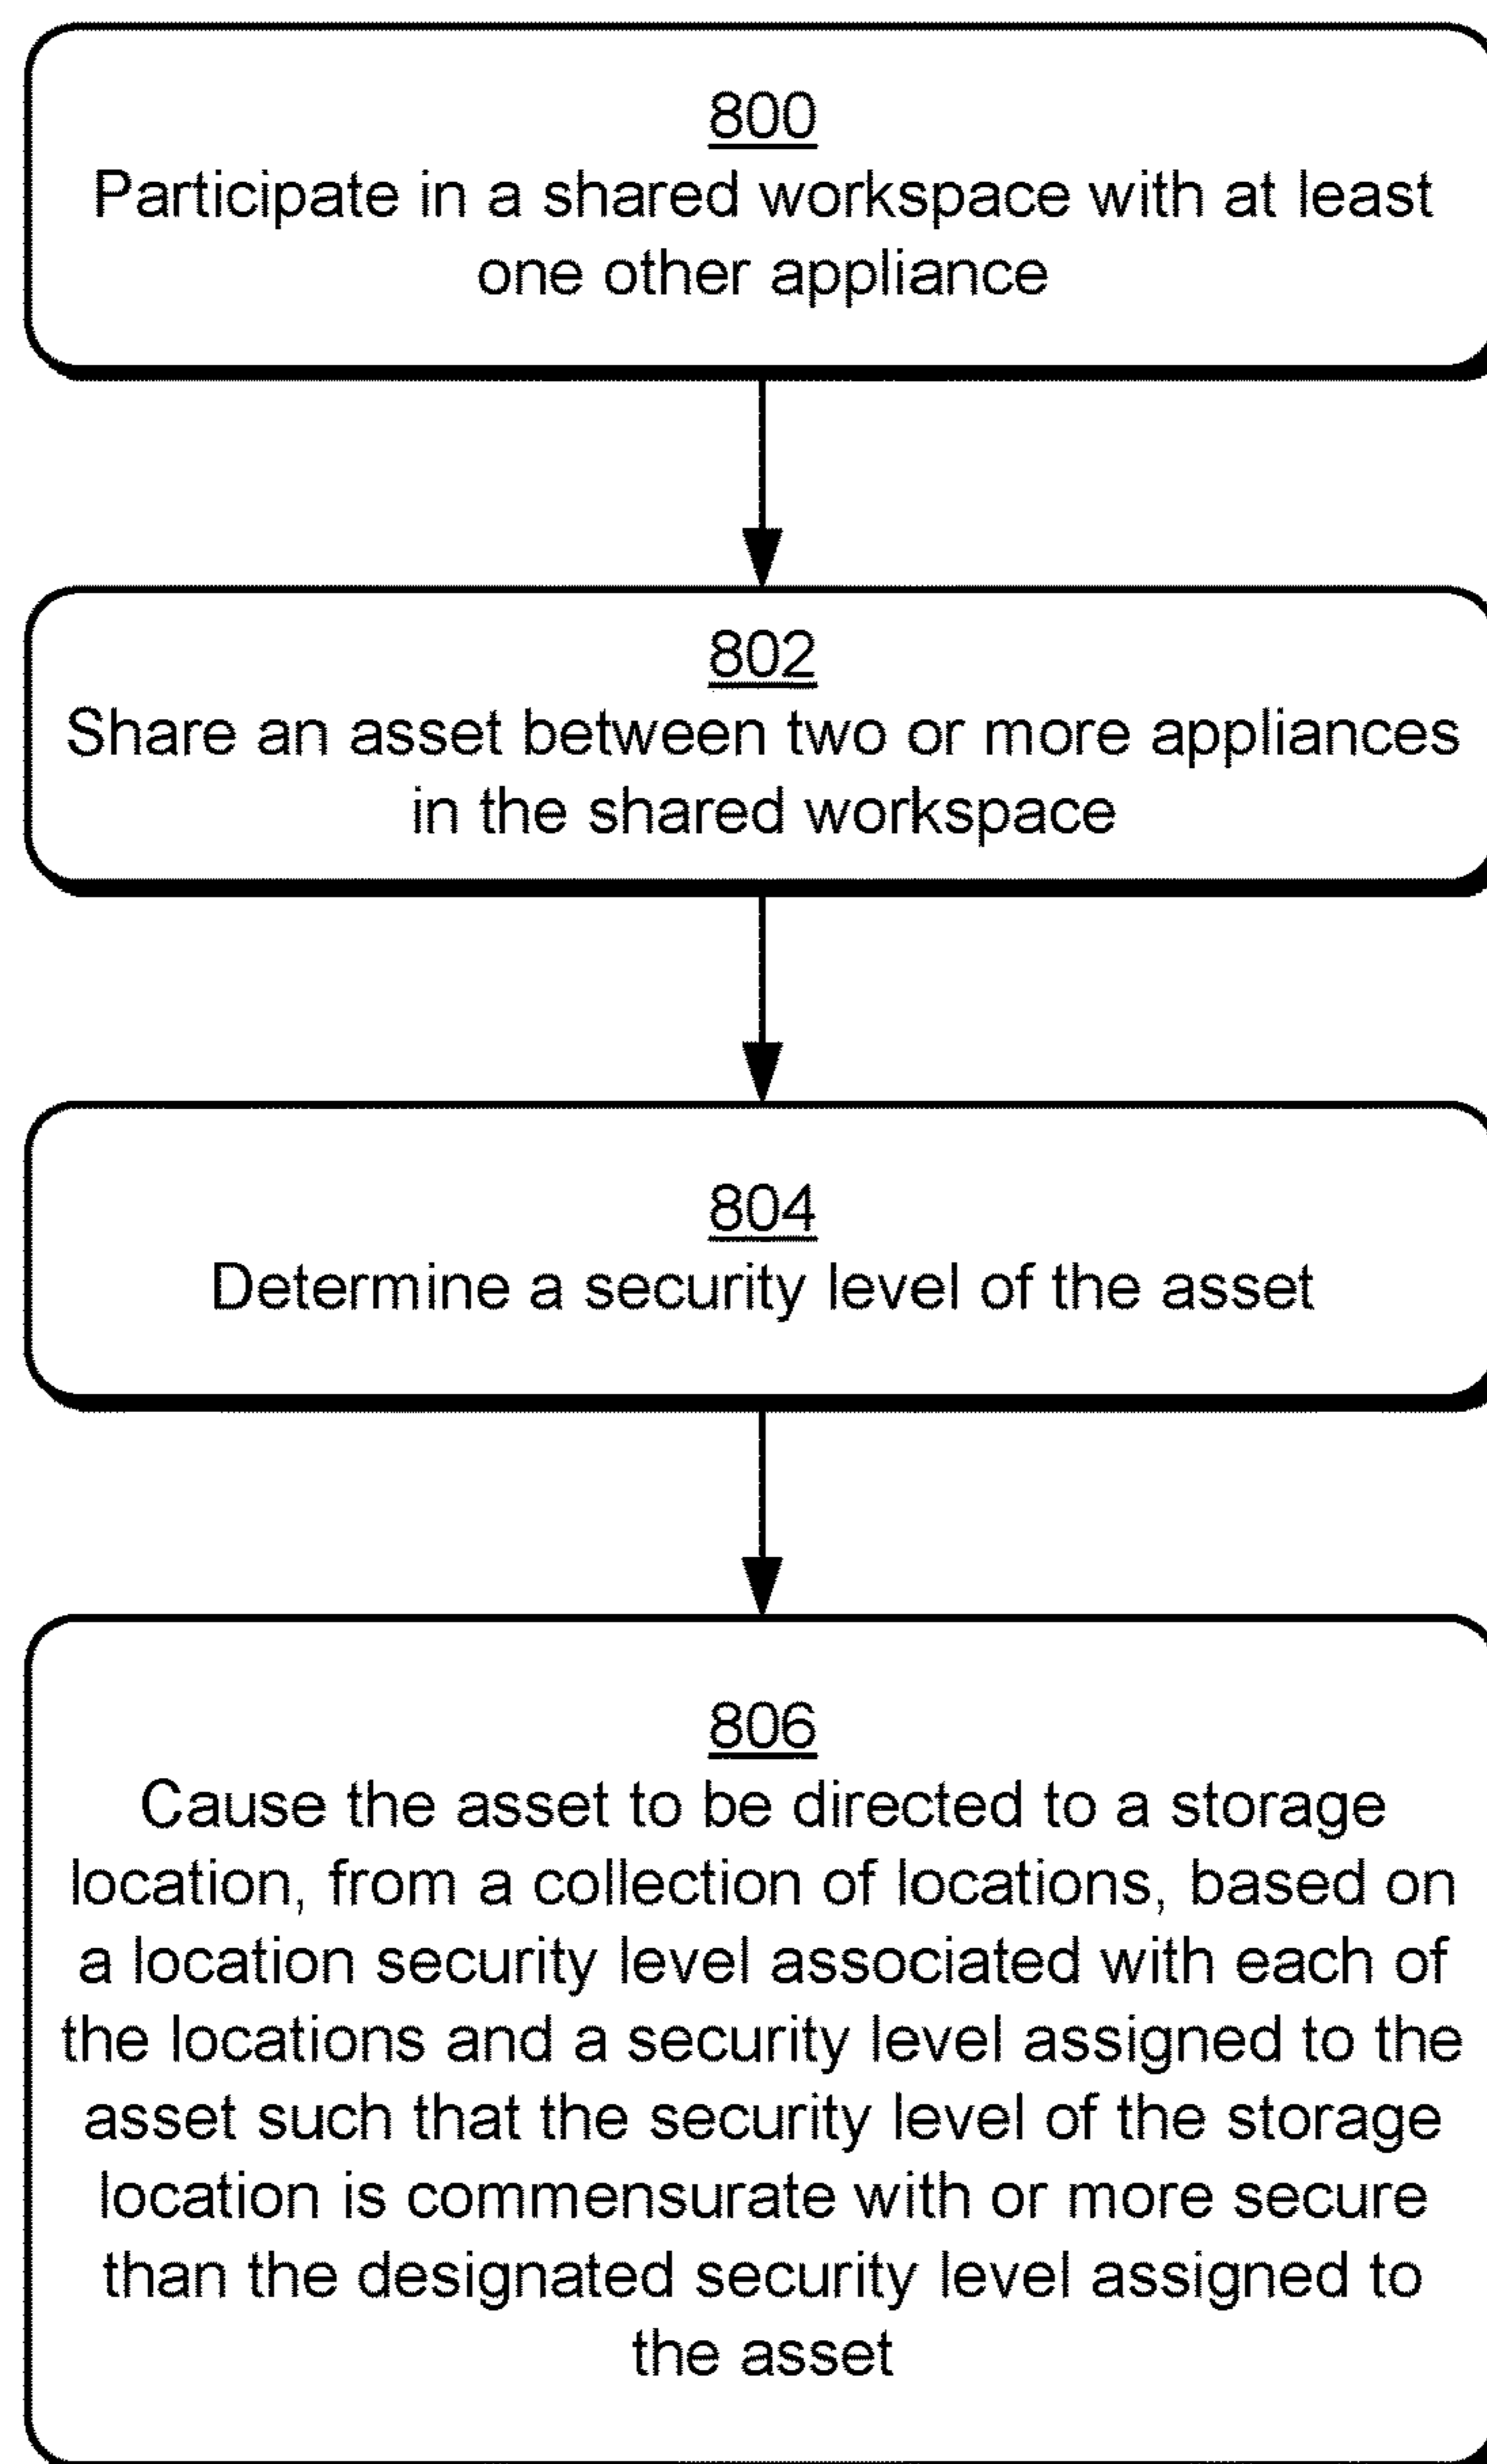 800
Participate in a shared workspace with at least
one other appliance
802
Share an asset between two or more appliances
in the shared workspace
804
Determine a security level of the asset
806
Cause the asset to be directed to a storage
location, from a collection of locations, based on
a location security level associated with each of
the locations and a security level assigned to the
asset such that the security level of the storage
location is commensurate with or more secure
than the designated security level assigned to
the asset